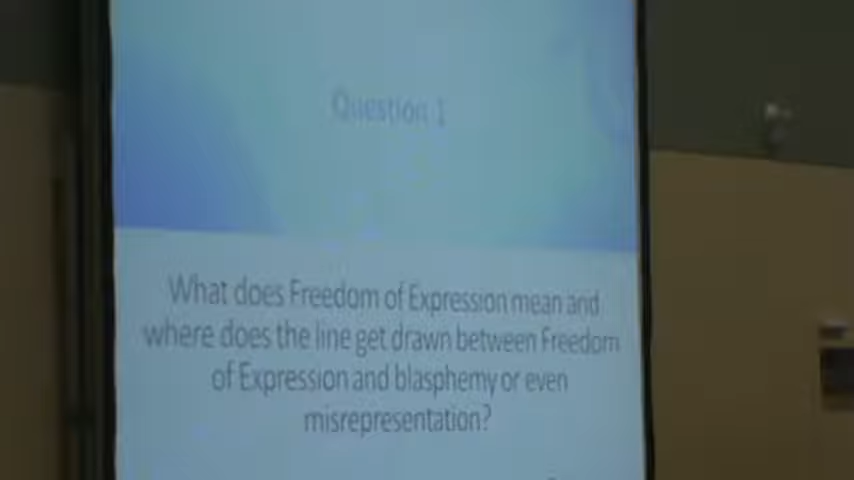 Question 1
What does Freedom of Expression mean and
where does the line get drawn between Freedom
of Expression and blasphemy or even
misrepresentation?